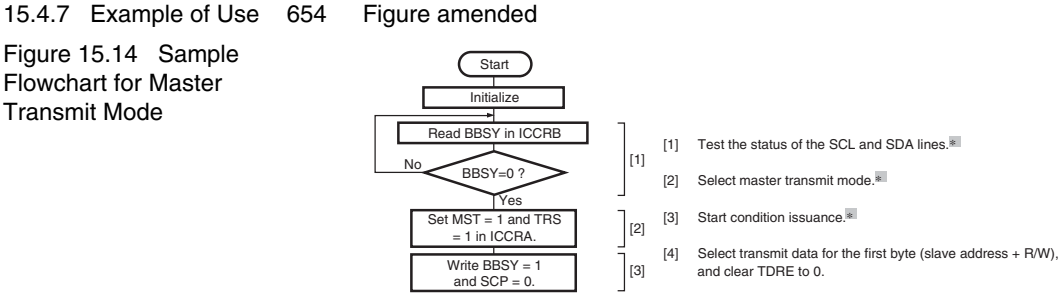 15.4.7 Example of Use 654 Figure amended
Figure 15.14 Sample
Flowchart for Master
Transmit Mode
Start
Initialize
Read BBSY in ICCRB
No
BBSY=0 ?
Yes
[1]
Set MST = 1 and TRS
= 1 in ICCRA.
[2]
Write BBSY = 1
and SCP = 0.
[3]
[1] Test the status of the SCL and SDA lines.*
[2] Select master transmit mode.*
[3] Start condition issuance.*
[4] Select transmit data for the first byte (slave address + R/W),
and clear TDRE to 0.